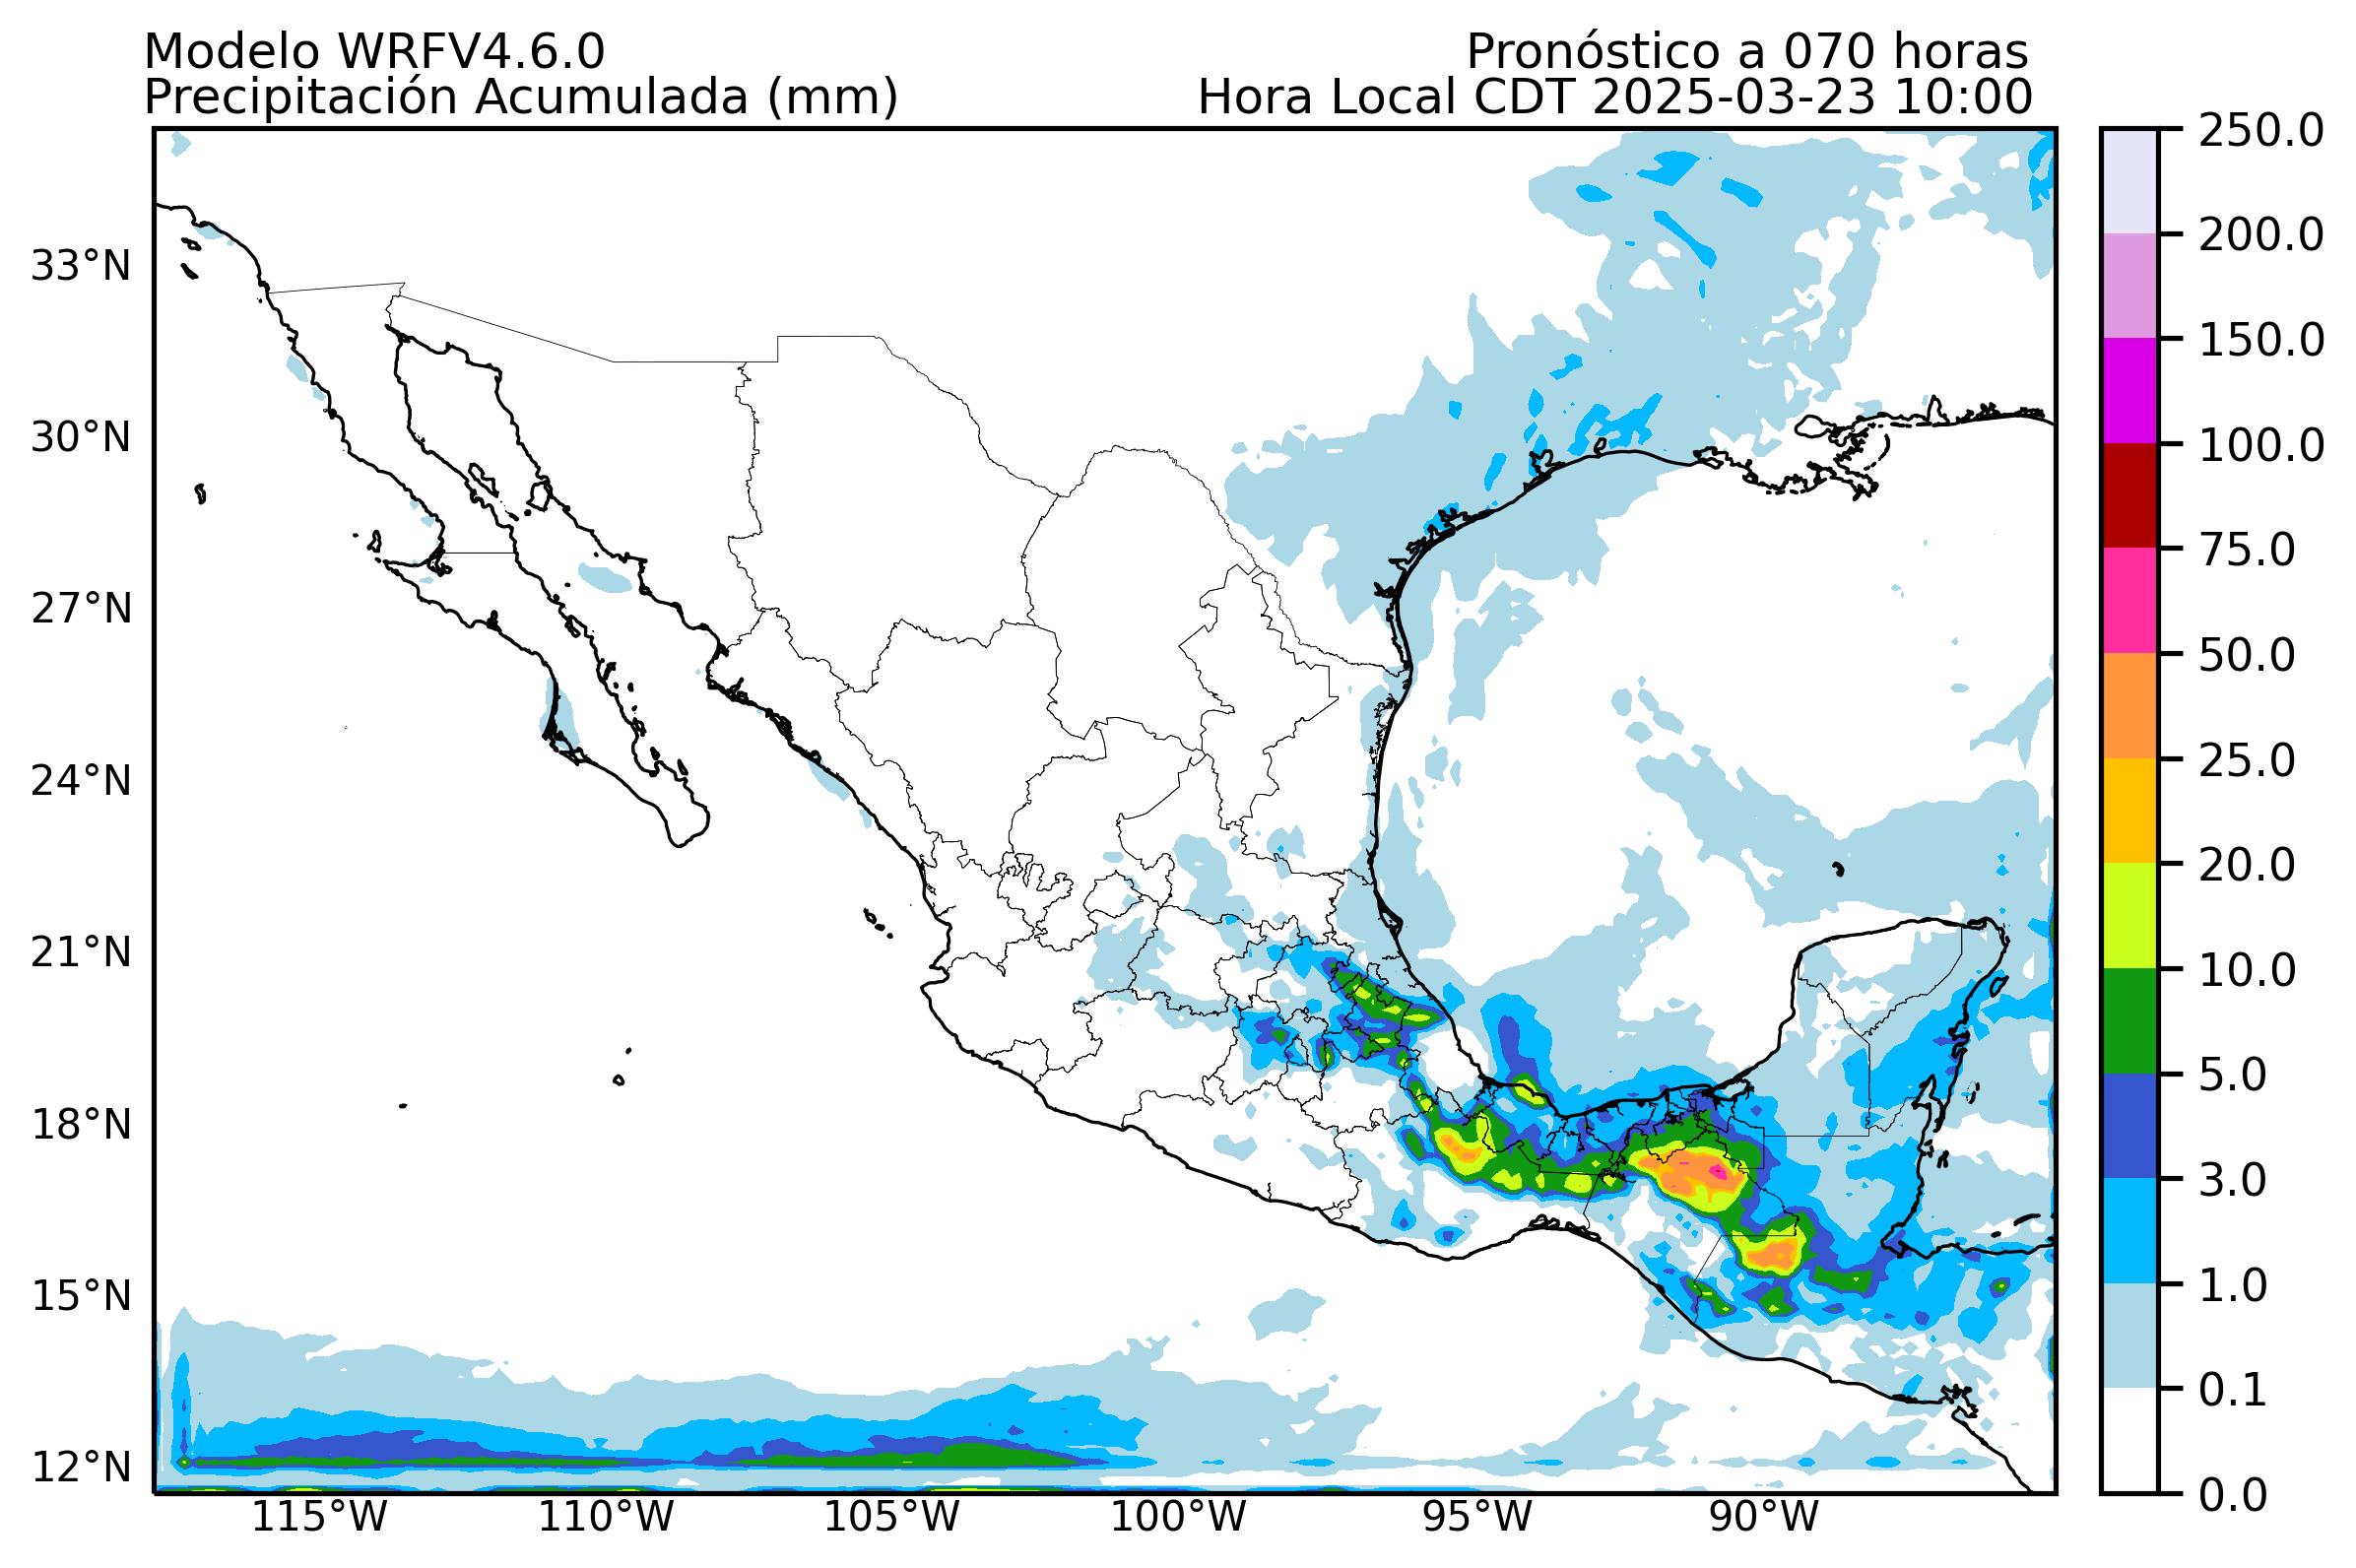 Modelo WRFV4.6.0
Pronóstico a 070 horas
Precipitación Acumulada (mm)
Hora Local CDT 2025-03-23 10:00
33°N
30°N
27°N
24°N
21°N
18°N
15°N
12°N
115°W
110°W
105°W
100°W
95°W
90°W
250.0
200.0
150.0
100.0
75.0
50.0
25.0
20.0
10.0
5.0
3.0
1.0
0.1
0.0